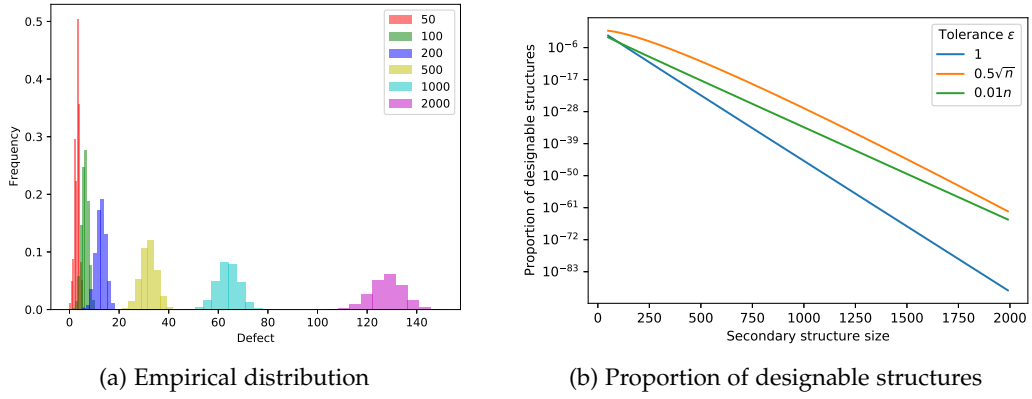 0.5
0.4
0.3
0.2
0.1
0.0
Frequency
0 20 40 60 80 100 120 140
Defect
50
100
200
500
1000
2000
(a) Empirical distribution
10⁻⁶
10⁻¹⁷
10⁻²⁸
10⁻³⁹
10⁻⁵⁰
10⁻⁶¹
10⁻⁷²
10⁻⁸³
Proportion of designable structures
0 250 500 750 1000 1250 1500 1750 2000
Secondary structure size
Tolerance ε
1
0.5√n
0.01n
(b) Proportion of designable structures